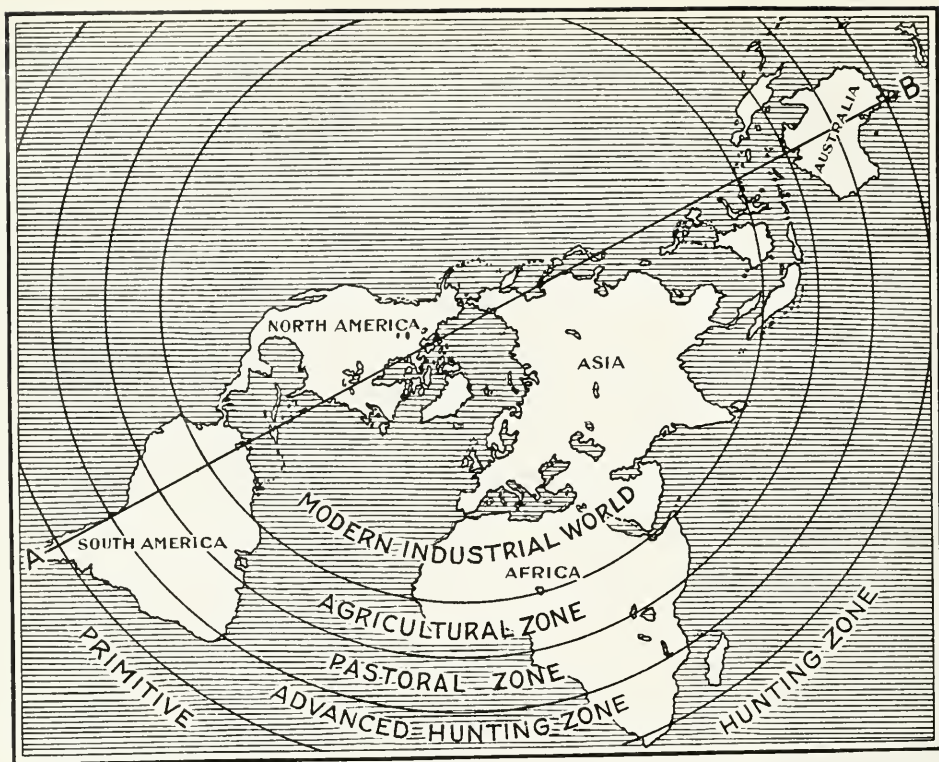 B
AUSTRALIA
NORTH AMERICA
ASIA
A
SOUTH AMERICA
MODERN INDUSTRIAL WORLD
AFRICA
AGRICULTURAL ZONE
PASTORAL ZONE
ADVANCED HUNTING ZONE
PRIMITIVE HUNTING ZONE